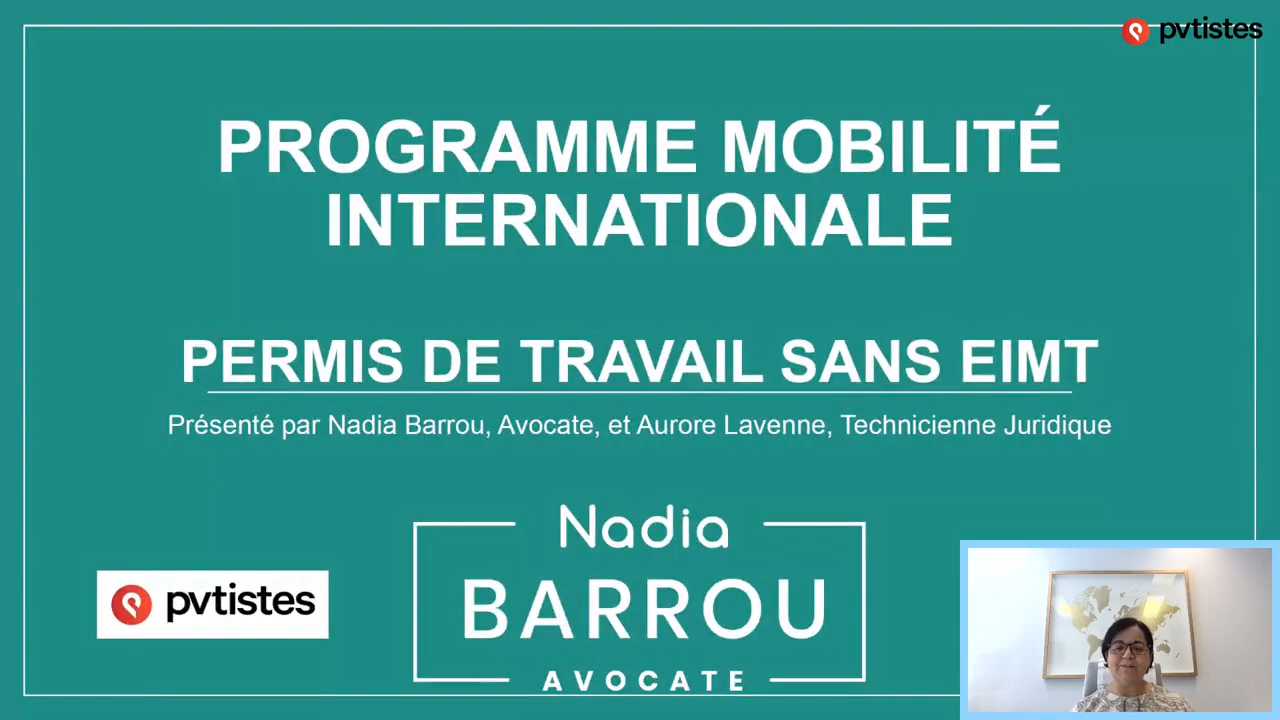 pvtistes
PROGRAMME MOBILITÉ
INTERNATIONALE
PERMIS DE TRAVAIL SANS EIMT
Présenté par Nadia Barrou, Avocate, et Aurore Lavenne, Technicienne Juridique
Nadia
BARROU
AVOCATE
pvtistes